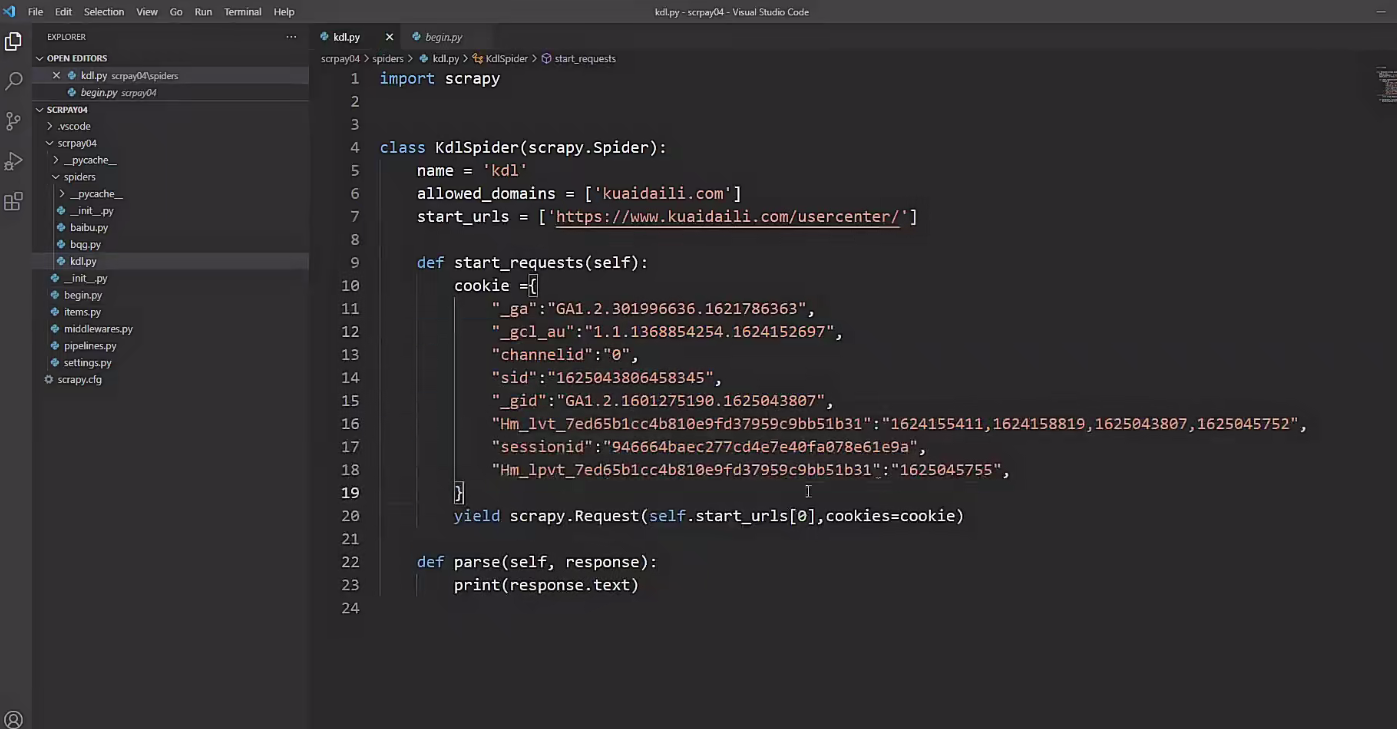 File Edit Selection View Go Run Terminal Help
kdl.py - scrpay04 - Visual Studio Code
EXPLORER
OPEN EDITORS
kdl.py scrpay04\spiders
begin.py scrpay04
SCRPAY04
.vscode
scrpay04
__pycache__
spiders
__pycache__
__init__.py
baibu.py
bqg.py
kdl.py
__init__.py
begin.py
items.py
middlewares.py
pipelines.py
settings.py
scrapy.cfg
kdl.py begin.py
scrpay04 > spiders > kdl.py > KdlSpider > start_requests
1 import scrapy
2
3
4 class KdlSpider(scrapy.Spider):
5 name = 'kdl'
6 allowed_domains = ['kuaidaili.com']
7 start_urls = ['https://www.kuaidaili.com/usercenter/']
8
9 def start_requests(self):
10 cookie ={
11 "_ga":"GA1.2.301996636.1621786363",
12 "_gcl_au":"1.1.1368854254.1624152697",
13 "channelid":"0",
14 "sid":"1625043806458345",
15 "_gid":"GA1.2.1601275190.1625043807",
16 "Hm_lvt_7ed65b1cc4b810e9fd37959c9bb51b31":"1624155411,1624158819,1625043807,1625045752",
17 "sessionid":"946664baec277cd4e7e40fa078e61e9a",
18 "Hm_lpvt_7ed65b1cc4b810e9fd37959c9bb51b31":"1625045755",
19 }
20 yield scrapy.Request(self.start_urls[0],cookies=cookie)
21
22 def parse(self, response):
23 print(response.text)
24